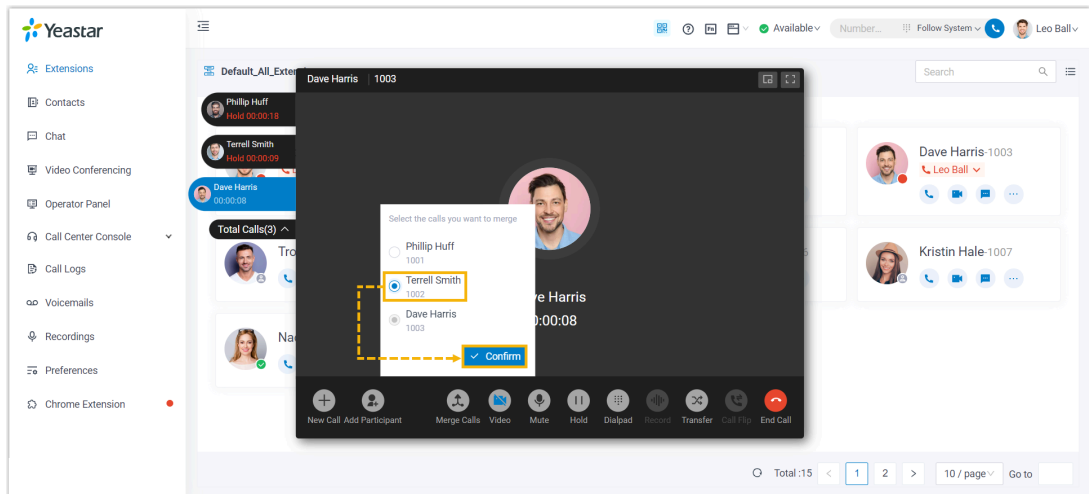 Yeastar
Available
Number...
Follow System
Leo Ball
Extensions
Contacts
Chat
Video Conferencing
Operator Panel
Call Center Console
Call Logs
Voicemails
Recordings
Preferences
Chrome Extension
Default_All_Exten
Search
Phillip Huff
Hold 00:00:18
Terrell Smith
Hold 00:00:09
Dave Harris
00:00:08
Total Calls(3)
Tro
Na
Dave Harris 1003
Select the calls you want to merge
Phillip Huff
1001
Terrell Smith
1002
Dave Harris
1003
Confirm
ve Harris
0:00:08
New Call
Add Participant
Merge Calls
Video
Mute
Hold
Dialpad
Record
Transfer
Call Flip
End Call
Dave Harris-1003
Leo Ball
Kristin Hale-1007
Total :15
1
2
10 / page
Go to